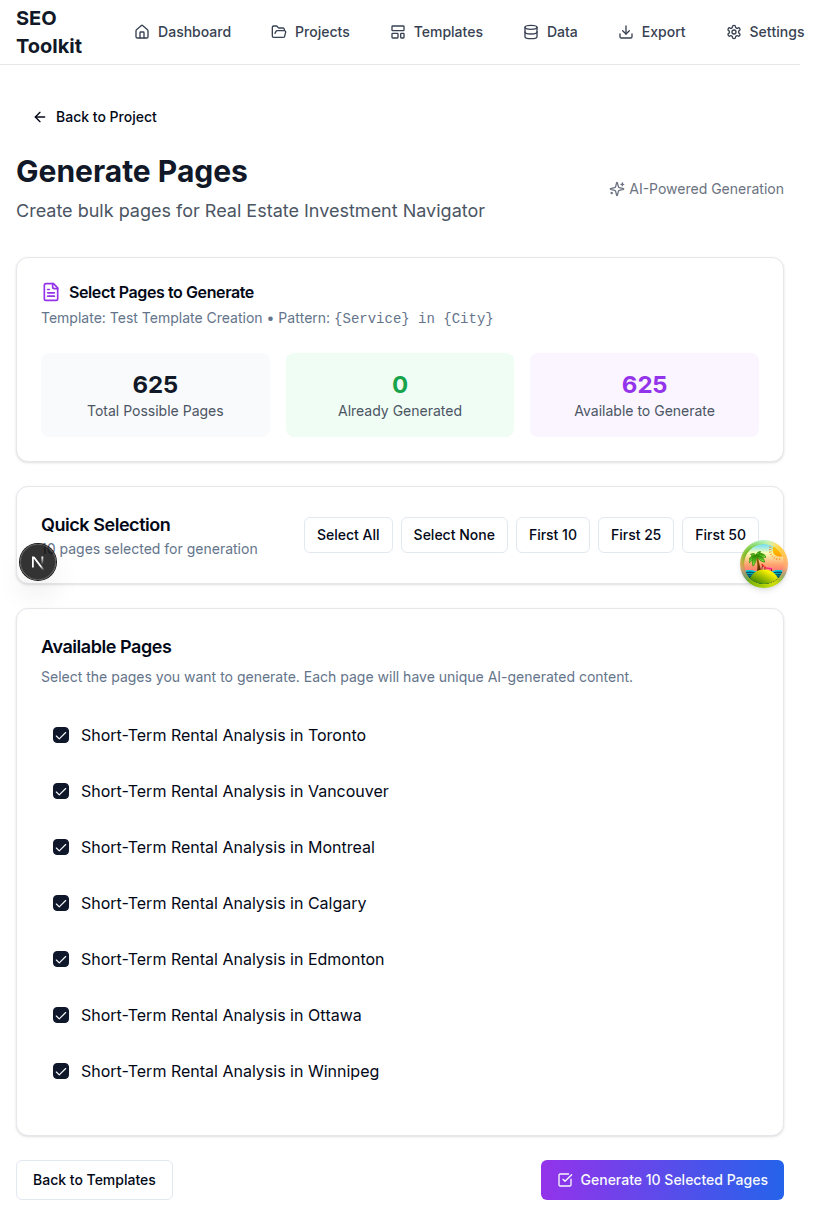 SEO
Toolkit
Dashboard
Projects
Templates
Data
Export
Settings
Back to Project
Generate Pages
Create bulk pages for Real Estate Investment Navigator
AI-Powered Generation
Select Pages to Generate
Template: Test Template Creation • Pattern: {Service} in {City}
625
Total Possible Pages
0
Already Generated
625
Available to Generate
Quick Selection
10 pages selected for generation
Select All
Select None
First 10
First 25
First 50
N
Available Pages
Select the pages you want to generate. Each page will have unique AI-generated content.
Short-Term Rental Analysis in Toronto
Short-Term Rental Analysis in Vancouver
Short-Term Rental Analysis in Montreal
Short-Term Rental Analysis in Calgary
Short-Term Rental Analysis in Edmonton
Short-Term Rental Analysis in Ottawa
Short-Term Rental Analysis in Winnipeg
Back to Templates
Generate 10 Selected Pages